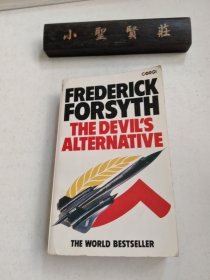 小聖賢莊
CORGI
FREDERICK
FORSYTH
THE DEVIL'S
ALTERNATIVE
THE WORLD BESTSELLER